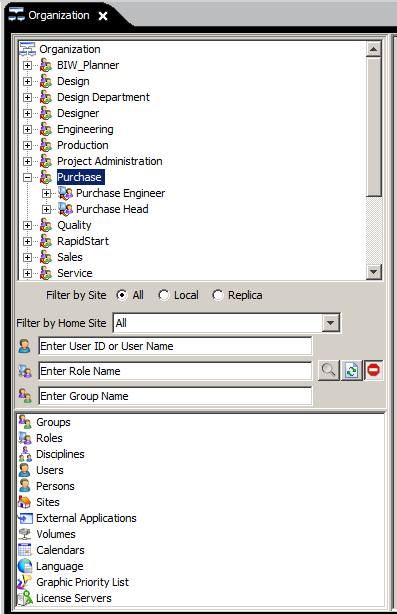 Organization
Organization
BIW_Planner
Design
Design Department
Designer
Engineering
Production
Project Administration
Purchase
Purchase Engineer
Purchase Head
Quality
RapidStart
Sales
Service
Filter by Site All Local Replica
Filter by Home Site All
Enter User ID or User Name
Enter Role Name
Enter Group Name
Groups
Roles
Disciplines
Users
Persons
Sites
External Applications
Volumes
Calendars
Language
Graphic Priority List
License Servers